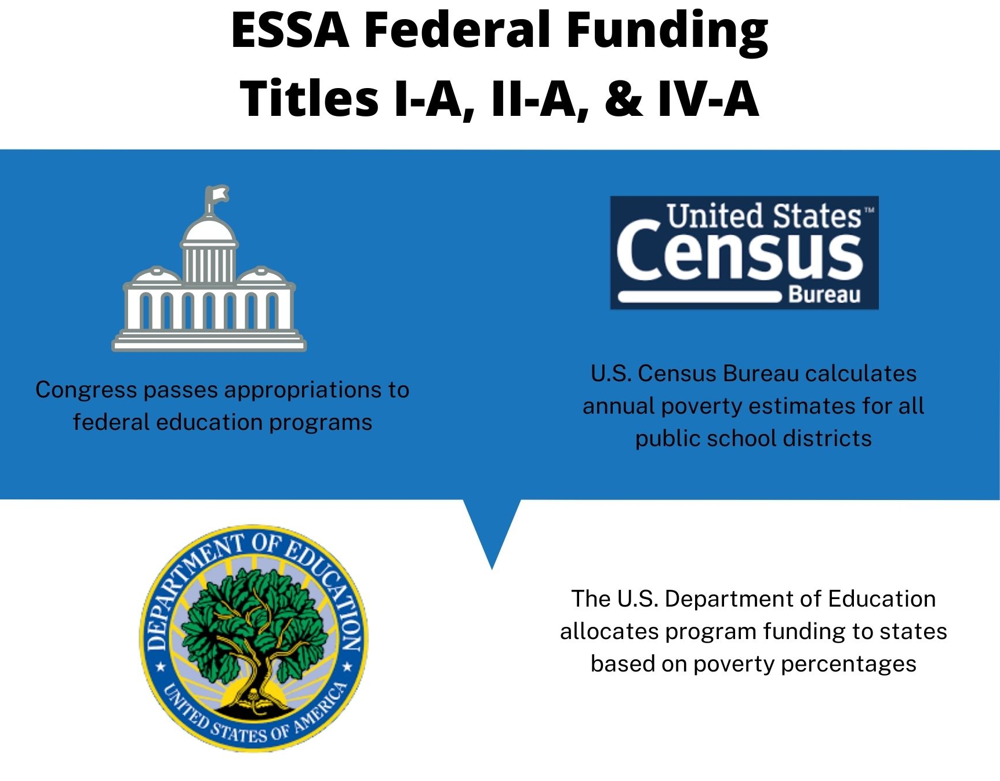 ESSA Federal Funding
Titles I-A, II-A, & IV-A
United States™
Census
Bureau
Congress passes appropriations to
federal education programs
U.S. Census Bureau calculates
annual poverty estimates for all
public school districts
DEPARTMENT OF EDUCATION
UNITED STATES OF AMERICA
The U.S. Department of Education
allocates program funding to states
based on poverty percentages